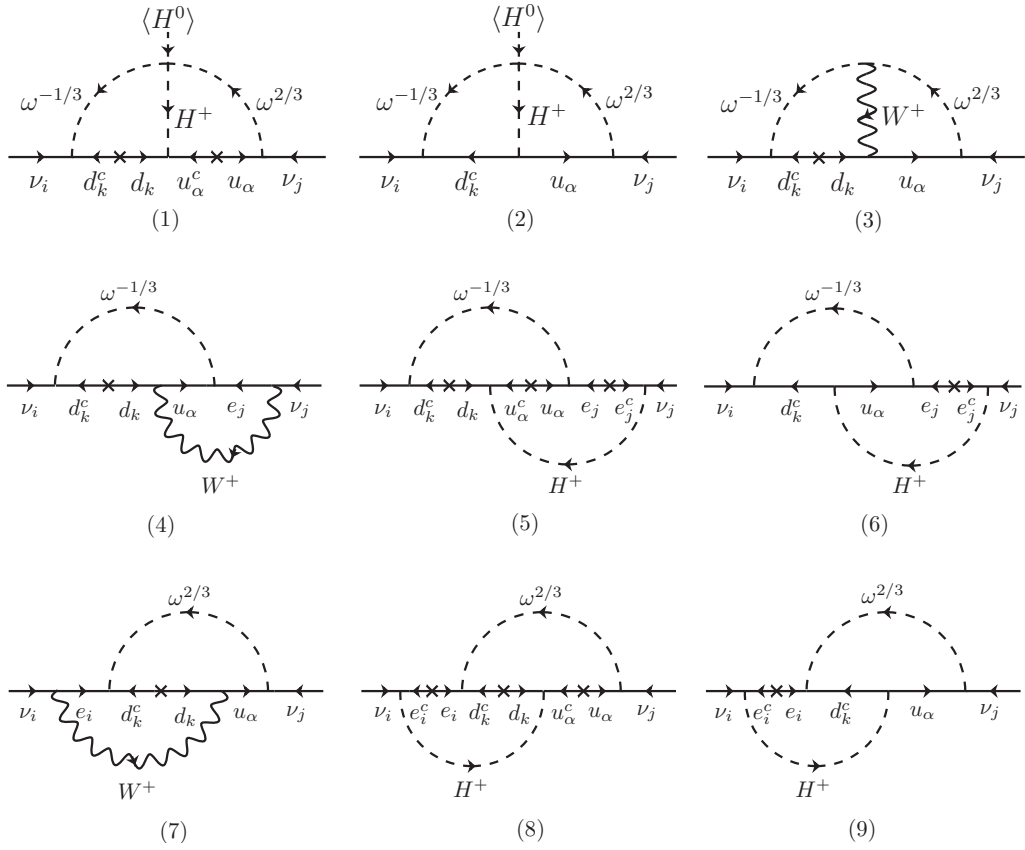 ⟨H⁰⟩ ⟨H⁰⟩
ω^{-1/3} ω^{2/3} ω^{-1/3} ω^{2/3} ω^{-1/3} ω^{2/3}
H⁺ H⁺ W⁺
ν_i d_k^c d_k u_α^c u_α ν_j ν_i d_k^c u_α ν_j ν_i d_k^c d_k u_α ν_j
(1) (2) (3)
ω^{-1/3} ω^{-1/3} ω^{-1/3}
ν_i d_k^c d_k u_α e_j ν_j ν_i d_k^c d_k u_α^c u_α e_j e_j^c ν_j ν_i d_k^c u_α e_j e_j^c ν_j
W⁺ H⁺ H⁺
(4) (5) (6)
ω^{2/3} ω^{2/3} ω^{2/3}
ν_i e_i d_k^c d_k u_α ν_j ν_i e_i^c e_i d_k^c d_k u_α^c u_α ν_j ν_i e_i^c e_i d_k^c u_α ν_j
W⁺ H⁺ H⁺
(7) (8) (9)